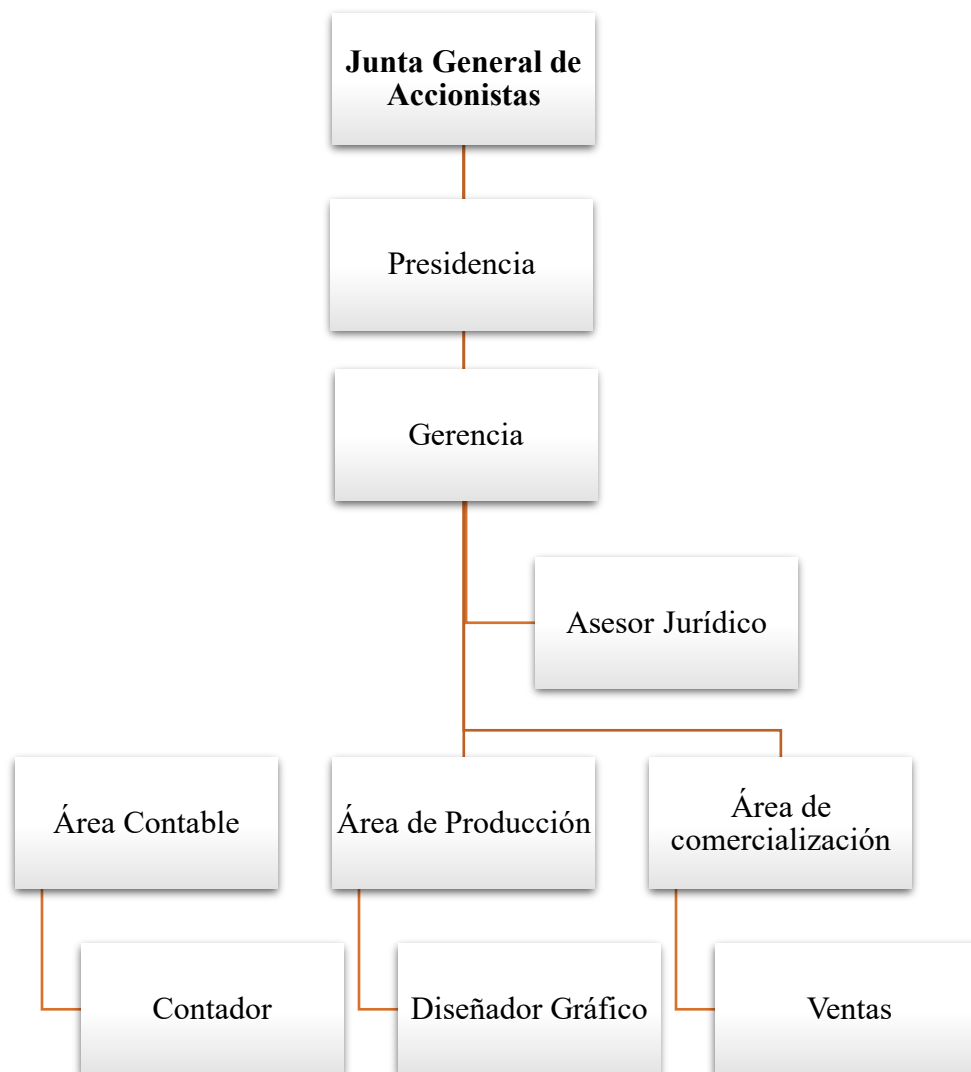 Junta General de
Accionistas
Presidencia
Gerencia
Asesor Jurídico
Área Contable
Área de Producción
Área de
comercialización
Contador
Diseñador Gráfico
Ventas